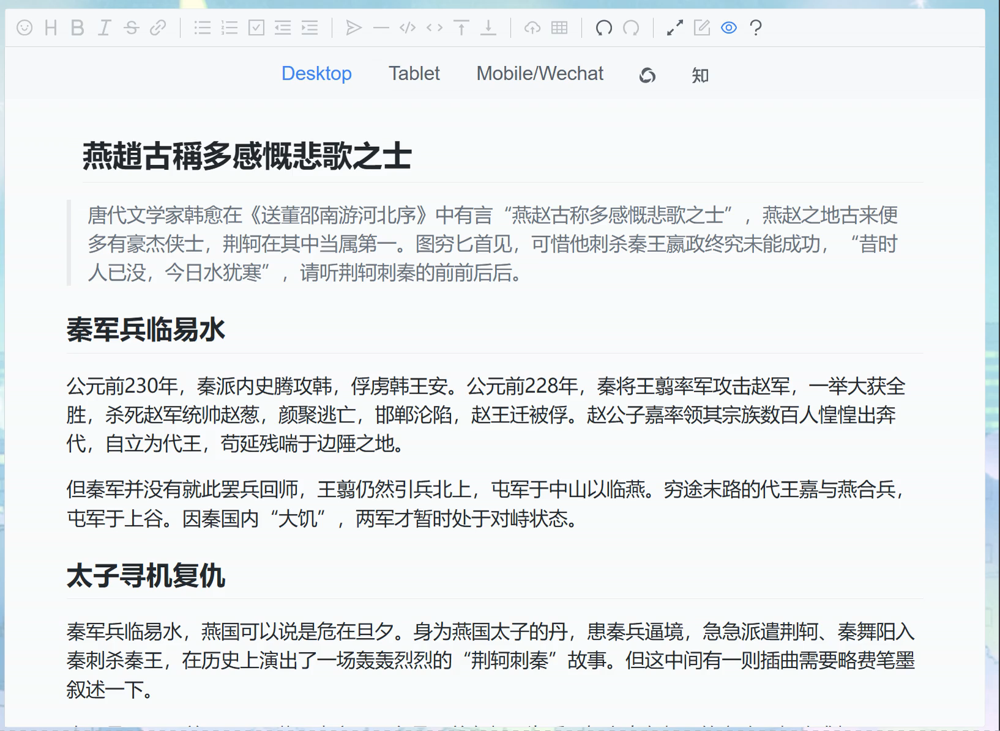 Desktop Tablet Mobile/Wechat 知
燕趙古稱多感慨悲歌之士
唐代文学家韩愈在《送董邵南游河北序》中有言“燕赵古称多感慨悲歌之士”，燕赵之地古来便
多有豪杰侠士，荆轲在其中当属第一。图穷匕首见，可惜他刺杀秦王嬴政终究未能成功，“昔时
人已没，今日水犹寒”，请听荆轲刺秦的前前后后。
秦军兵临易水
公元前230年，秦派内史腾攻韩，俘虏韩王安。公元前228年，秦将王翦率军攻击赵军，一举大获全
胜，杀死赵军统帅赵葱，颜聚逃亡，邯郸沦陷，赵王迁被俘。赵公子嘉率领其宗族数百人惶惶出奔
代，自立为代王，苟延残喘于边陲之地。
但秦军并没有就此罢兵回师，王翦仍然引兵北上，屯军于中山以临燕。穷途末路的代王嘉与燕合兵，
屯军于上谷。因秦国内“大饥”，两军才暂时处于对峙状态。
太子寻机复仇
秦军兵临易水，燕国可以说是危在旦夕。身为燕国太子的丹，患秦兵逼境，急急派遣荆轲、秦舞阳入
秦刺杀秦王，在历史上演出了一场轰轰烈烈的“荆轲刺秦”故事。但这中间有一则插曲需要略费笔墨
叙述一下。